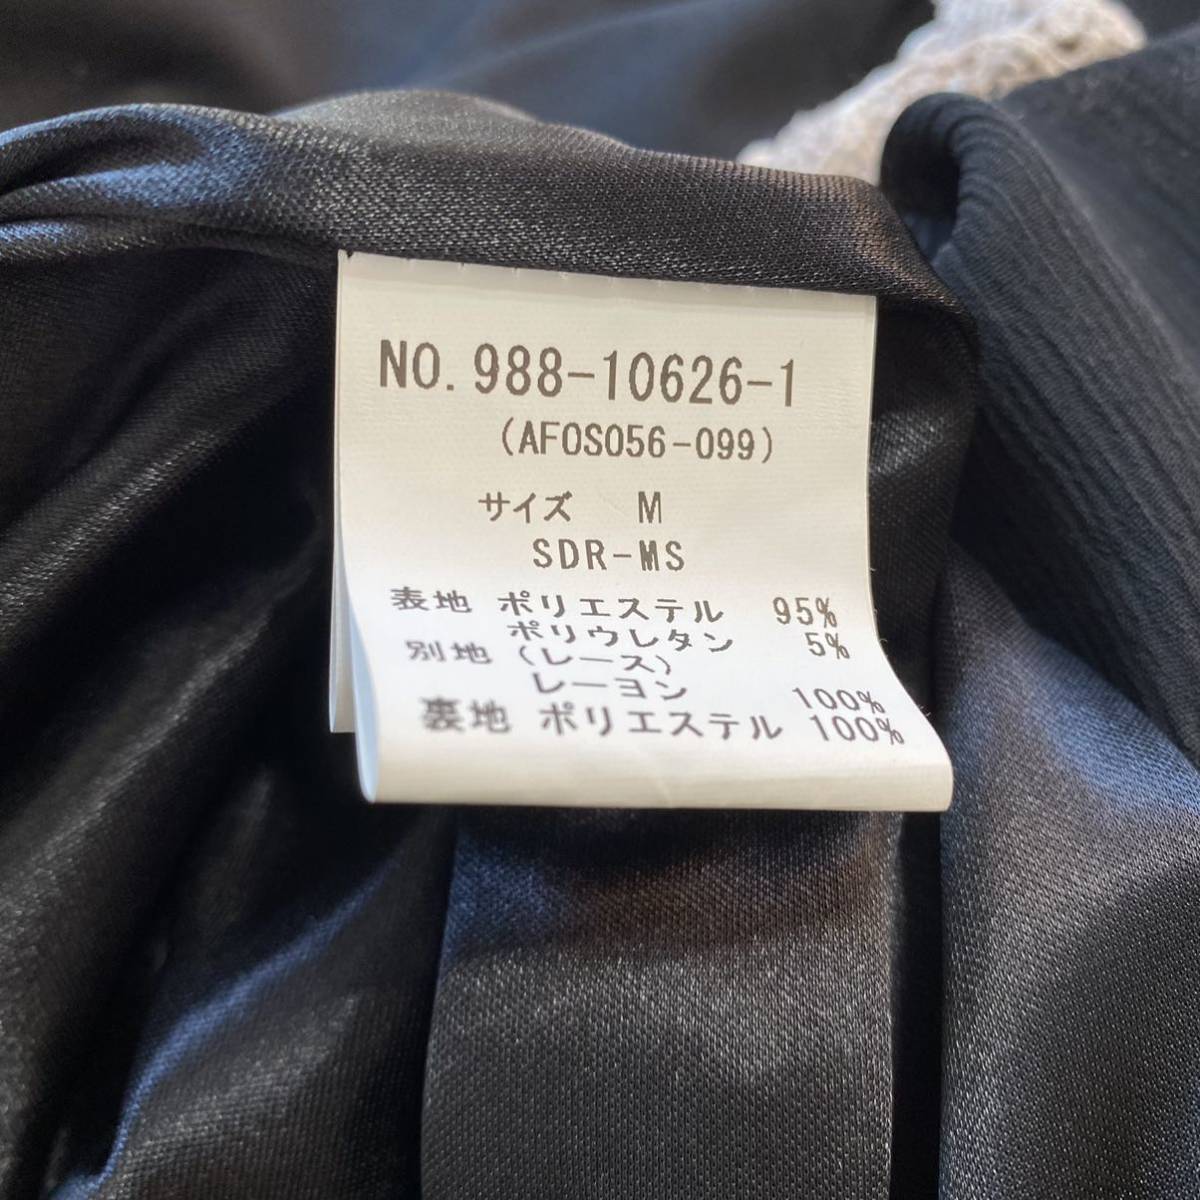 NO. 988-10626-1
(AFOS056-099)
サイズ M
SDR-MS
表地 ポリエステル 95%
ポリウレタン 5%
別地 (レース)
レーヨン 100%
裏地 ポリエステル 100%